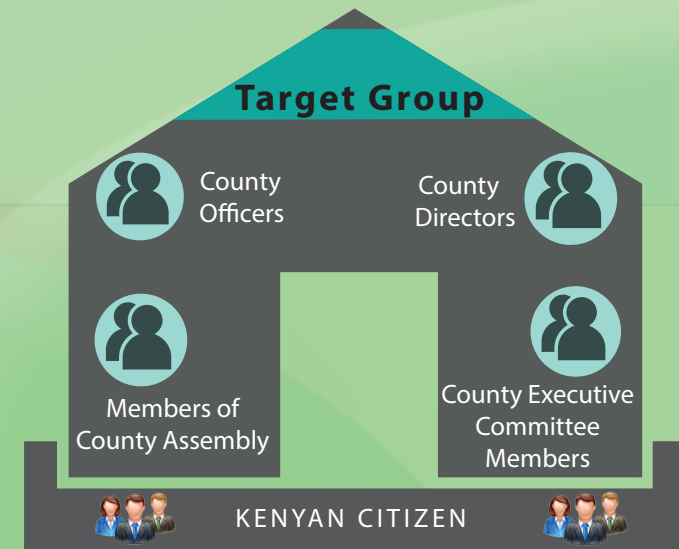 Target Group
County
Officers
County
Directors
Members of
County Assembly
County Executive
Committee
Members
KENYAN CITIZEN